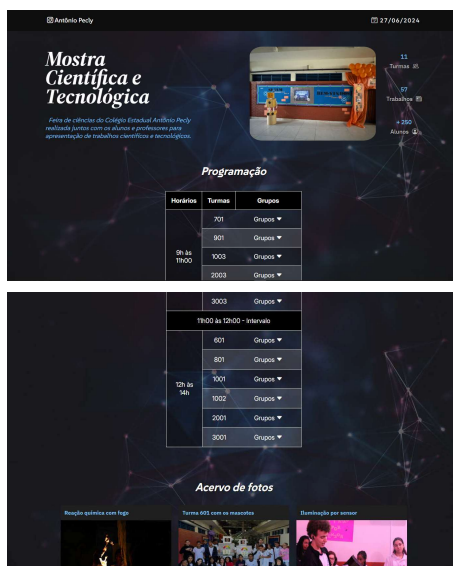 Antônio Pecly
27/06/2024
Mostra
Científica e
Tecnológica
Feira de ciências do Colégio Estadual Antônio Pecly
realizada juntos com os alunos e professores para
apresentação de trabalhos científicos e tecnológicos.
11
Turmas
57
Trabalhos
+ 250
Alunos
Programação
Horários Turmas Grupos
701 Grupos
901 Grupos
9h às
11h00
1003 Grupos
2003 Grupos
3003 Grupos
11h00 às 12h00 - Intervalo
601 Grupos
801 Grupos
12h às
14h
1001 Grupos
1002 Grupos
2001 Grupos
3001 Grupos
Acervo de fotos
Reação química com fogo
Turma 601 com os mascotes
Iluminação por sensor